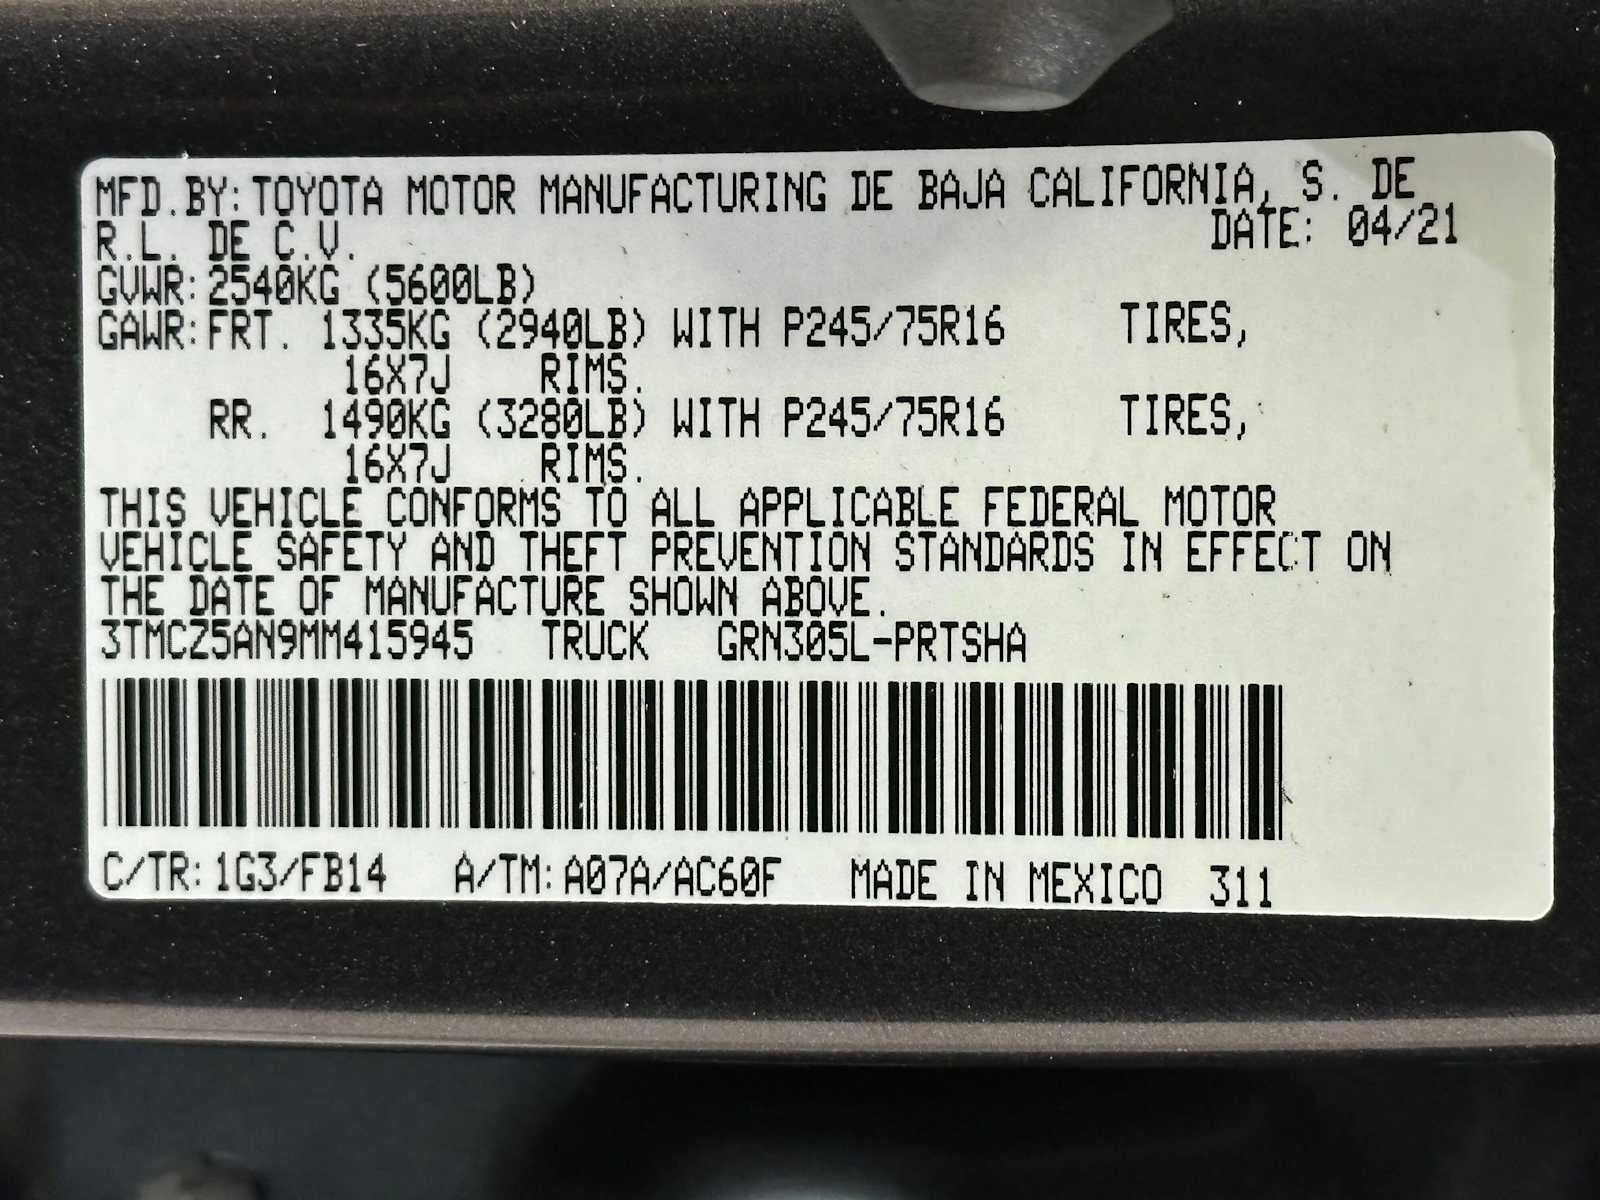 MFD.BY: TOYOTA MOTOR MANUFACTURING DE BAJA CALIFORNIA, S. DE
R.L. DE C.V. DATE: 04/21
GVWR: 2540KG (5600LB)
GAWR: FRT. 1335KG (2940LB) WITH P245/75R16 TIRES,
16X7J RIMS.
RR. 1490KG (3280LB) WITH P245/75R16 TIRES,
16X7J RIMS.
THIS VEHICLE CONFORMS TO ALL APPLICABLE FEDERAL MOTOR
VEHICLE SAFETY AND THEFT PREVENTION STANDARDS IN EFFECT ON
THE DATE OF MANUFACTURE SHOWN ABOVE.
3TMCZ5AN9MM415945 TRUCK GRN305L-PRTSHA
C/TR: 1G3/FB14 A/TM: A07A/AC60F MADE IN MEXICO 311